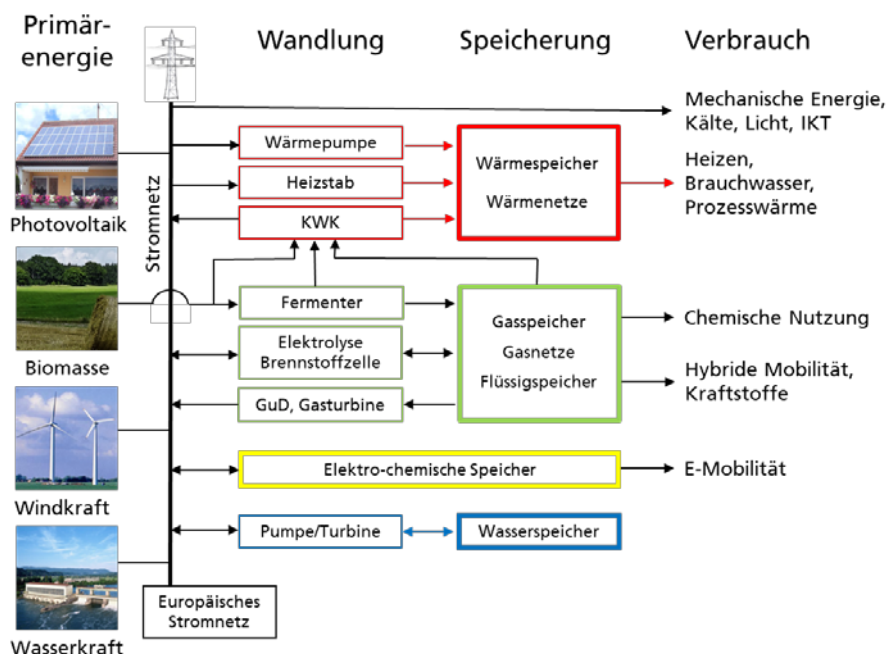 Primär-
energie
Wandlung
Speicherung
Verbrauch
Photovoltaik
Biomasse
Windkraft
Wasserkraft
Stromnetz
Europäisches
Stromnetz
Wärmepumpe
Heizstab
KWK
Fermenter
Elektrolyse
Brennstoffzelle
GuD, Gasturbine
Elektro-chemische Speicher
Pumpe/Turbine
Wärmespeicher
Wärmenetze
Gasspeicher
Gasnetze
Flüssigspeicher
Wasserspeicher
Mechanische Energie,
Kälte, Licht, IKT
Heizen,
Brauchwasser,
Prozesswärme
Chemische Nutzung
Hybride Mobilität,
Kraftstoffe
E-Mobilität